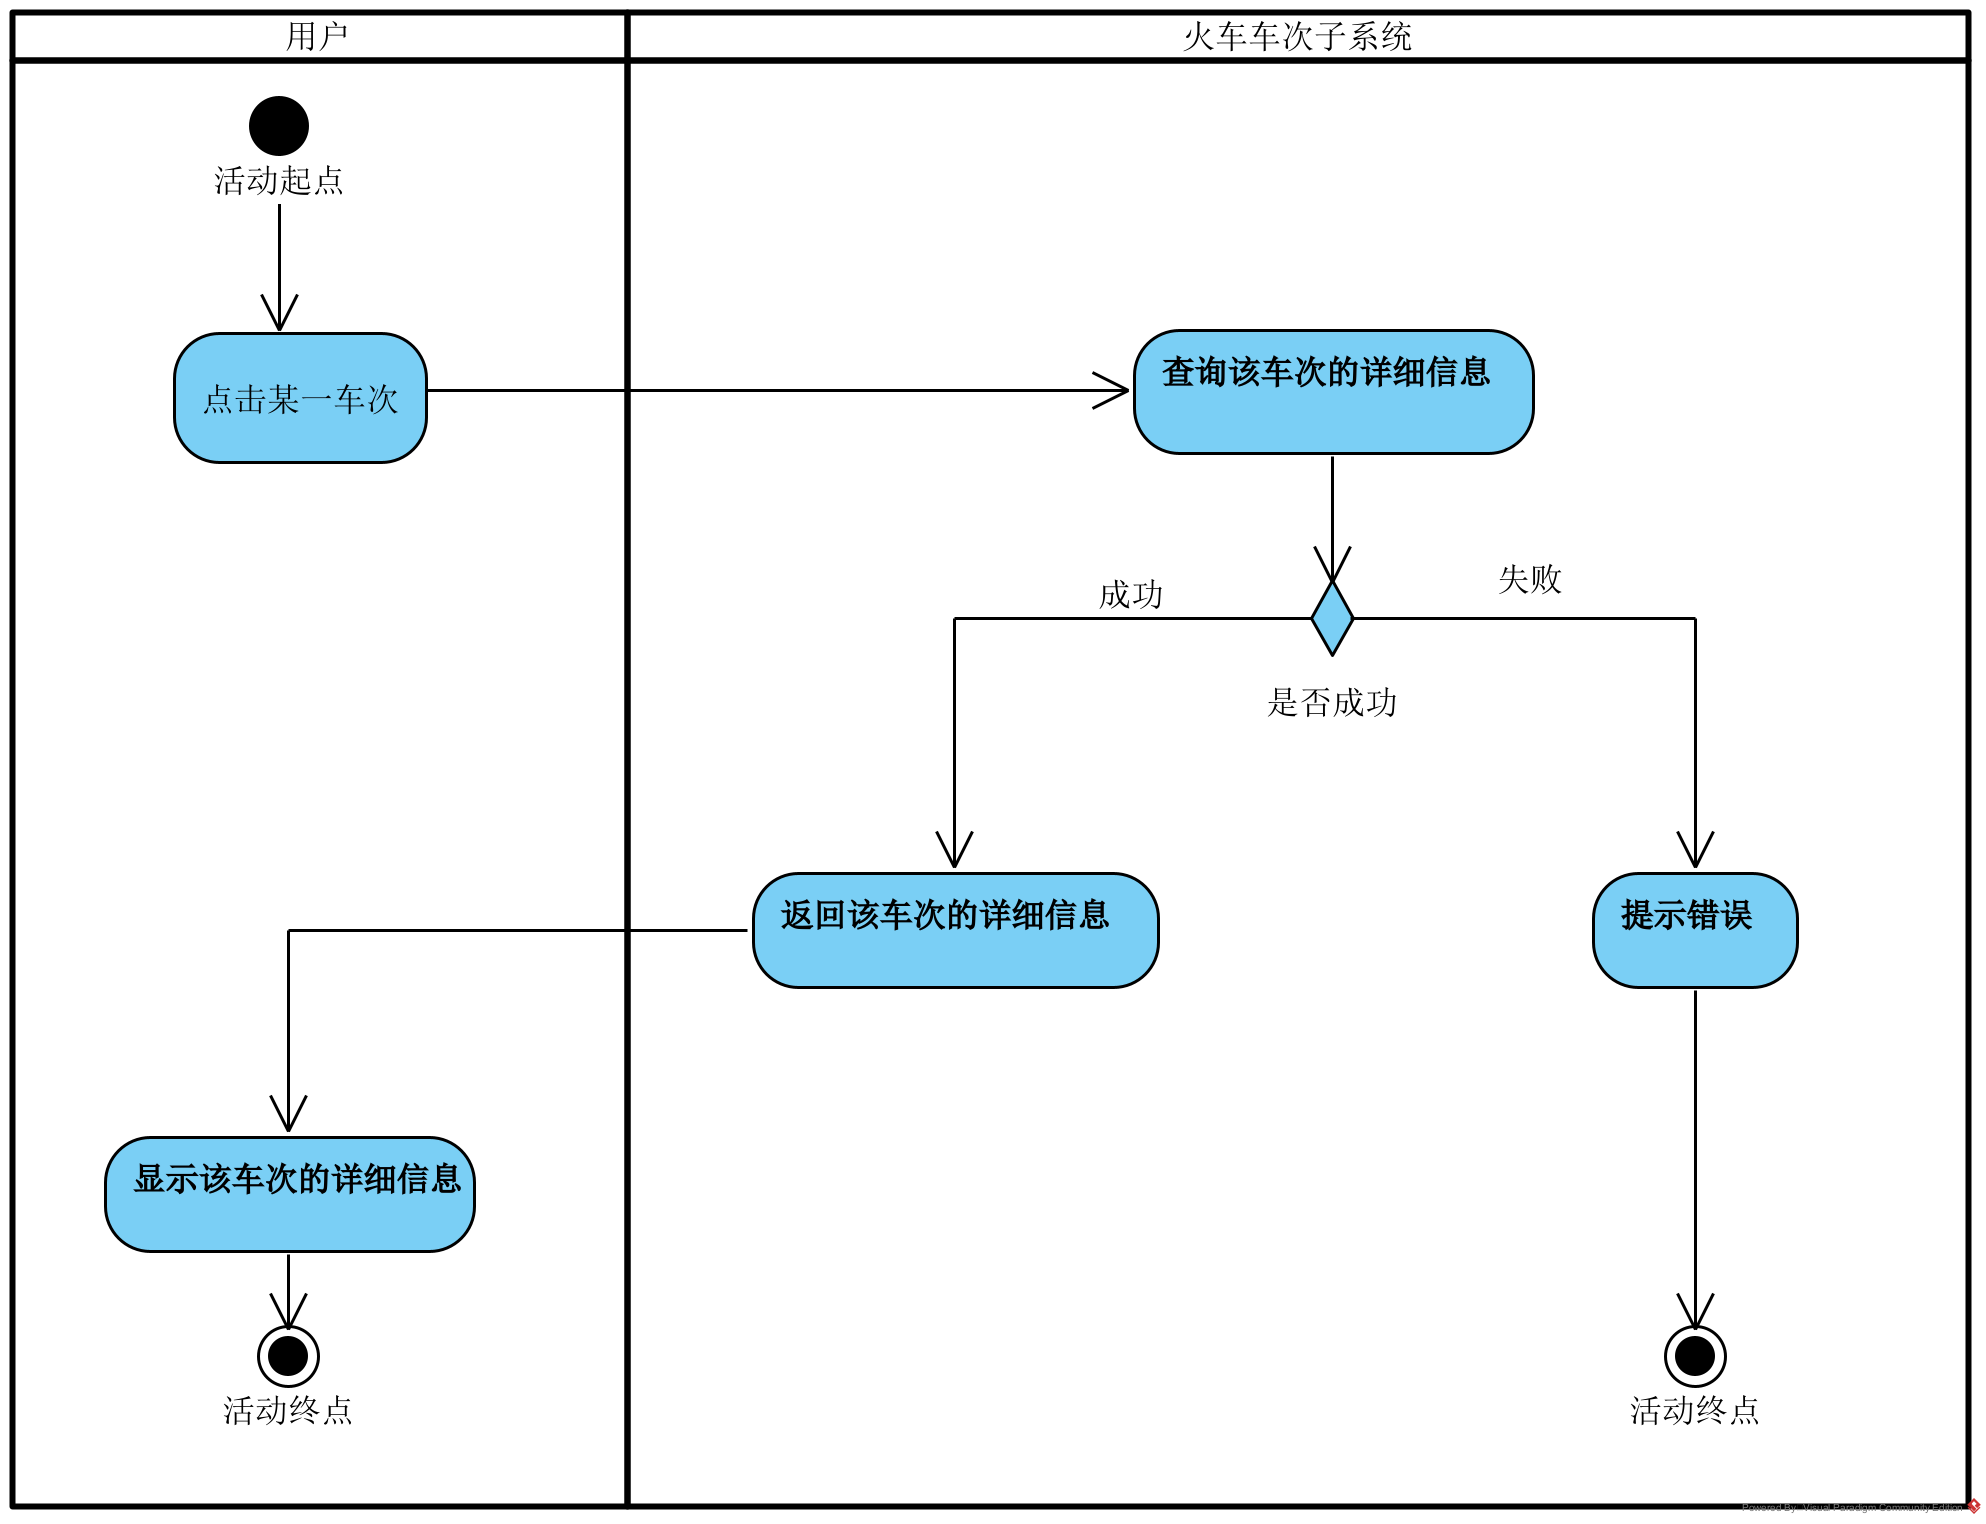 用户
火车车次子系统
活动起点
点击某一车次
查询该车次的详细信息
成功
失败
是否成功
返回该车次的详细信息
提示错误
显示该车次的详细信息
活动终点
活动终点
Powered By Visual Paradigm Community Edition